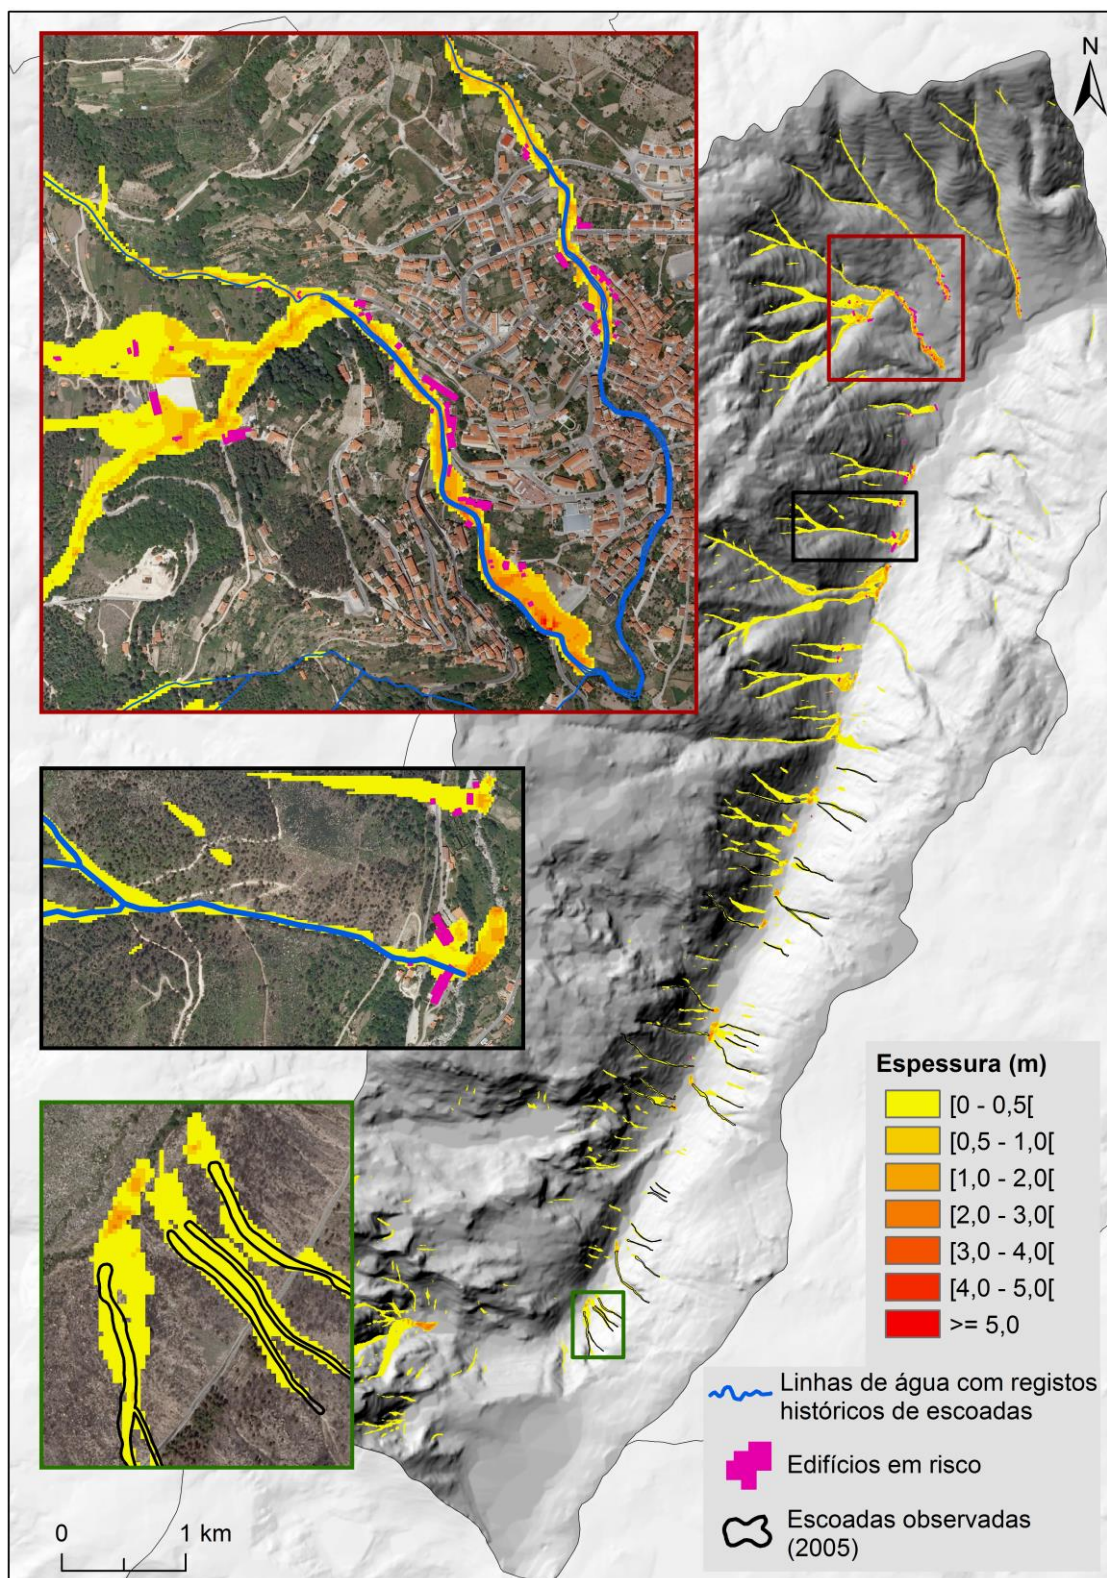 N
Espessura (m)
[0 - 0,5[
[0,5 - 1,0[
[1,0 - 2,0[
[2,0 - 3,0[
[3,0 - 4,0[
[4,0 - 5,0[
>= 5,0
Linhas de água com registos
históricos de escoadas
Edifícios em risco
Escoadas observadas
(2005)
0 1 km